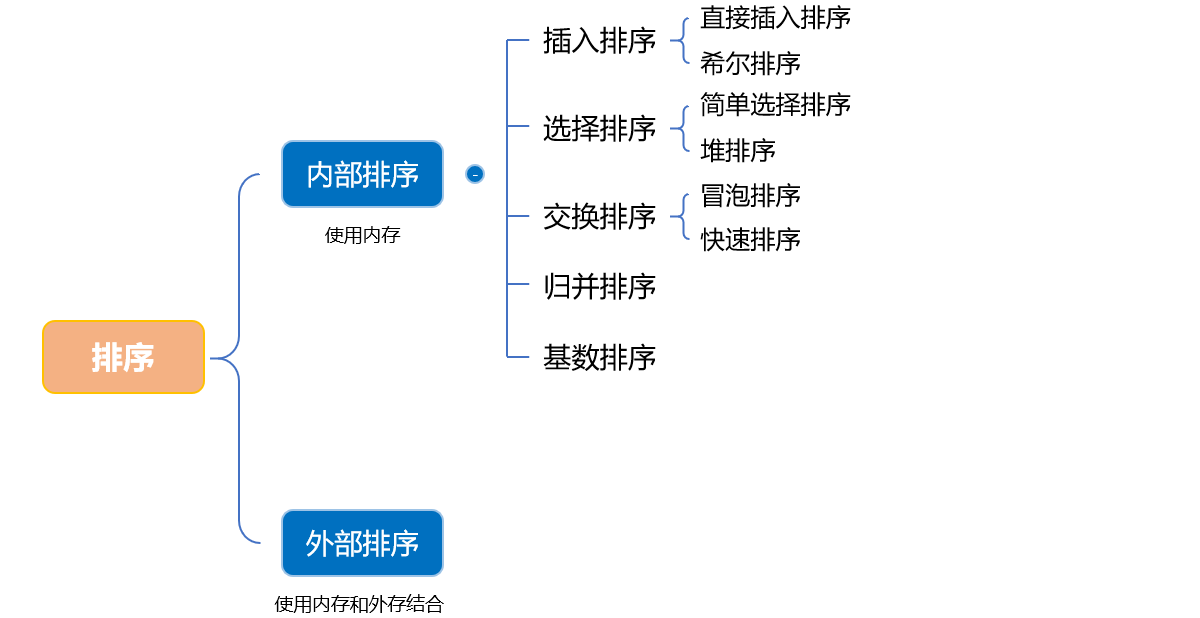 排序
内部排序
使用内存
插入排序
直接插入排序
希尔排序
选择排序
简单选择排序
堆排序
交换排序
冒泡排序
快速排序
归并排序
基数排序
外部排序
使用内存和外存结合